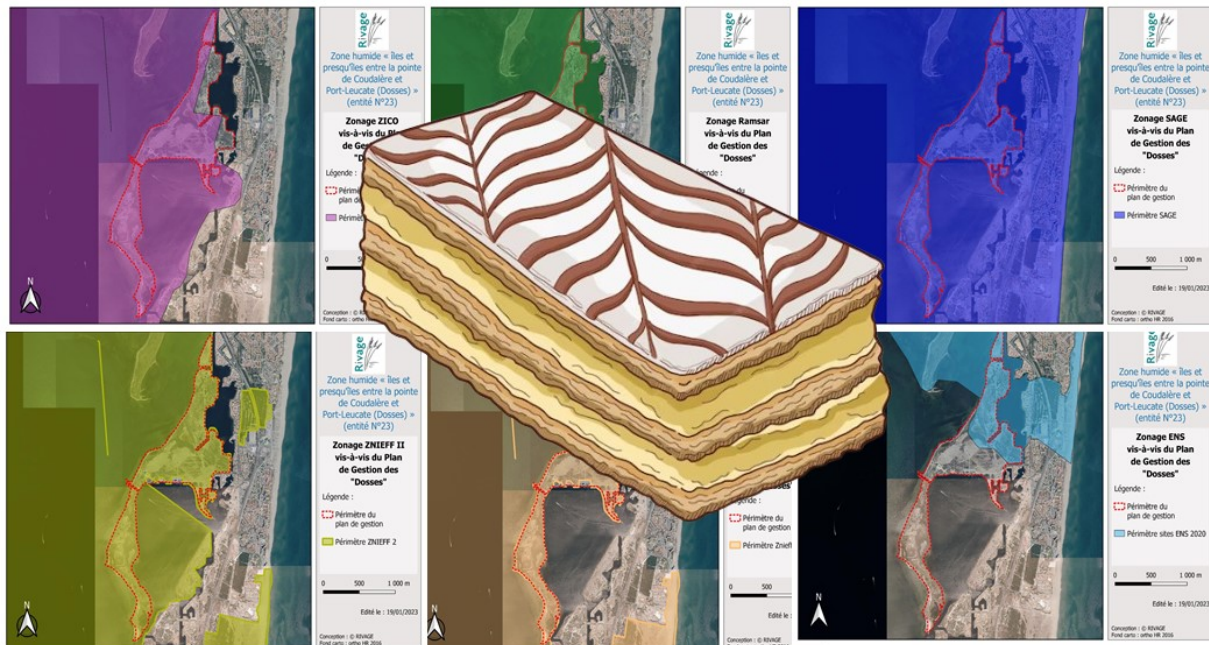 Rivage
Zone humide « îles et
presqu'îles entre la pointe
de Coudalère et
Port-Leucate (Dosses) »
(entité N°23)
Zonage ZICO
vis-à-vis du
de
"D
Légende :
plan de
0
N
Conception : © RI
Fond carto : ortho H
Rivage
Zone humide « îles et
presqu'îles entre la pointe
de Coudalère et
Port-Leucate (Dosses) »
(entité N°23)
Zonage Ramsar
vis-à-vis du Plan
de Gestion des
"Dosses"
Légende :
Périmètre du
Rivage
Zone humide « îles et
presqu'îles entre la pointe
de Coudalère et
Port-Leucate (Dosses) »
(entité N°23)
Zonage SAGE
vis-à-vis du Plan
de Gestion des
"Dosses"
Légende :
Périmètre du
plan de gestion
Périmètre SAGE
0 500 1 000 m
Edité le : 19/01/2023
Conception : © RIVAGE
Fond carto : ortho HR 2016
N
Rivage
Zone humide « îles et
presqu'îles entre la pointe
de Coudalère et
Port-Leucate (Dosses) »
(entité N°23)
Zonage ZNIEFF II
vis-à-vis du Plan
de Gestion des
"Dosses"
Légende :
Périmètre du
plan de gestion
Périmètre ZNIEFF 2
0 500 1 000 m
Edité le : 19/01/2023
N
Conception : © RIVAGE
Fond carto : ortho HR 2016
Périmètre du
plan de gestion
Périmètre Znieff
0 500
Edité le :
N
Conception : © RIVAGE
Fond carto : ortho HR 2016
Rivage
Zone humide « îles et
presqu'îles entre la pointe
de Coudalère et
Port-Leucate (Dosses) »
(entité N°23)
Zonage ENS
vis-à-vis du Plan
de Gestion des
"Dosses"
Légende :
Périmètre du
plan de gestion
Périmètre sites ENS 2020
0 500 1 000 m
Edité le : 19/01/2023
N
Conception : © RIVAGE
Fond carto : ortho HR 2016